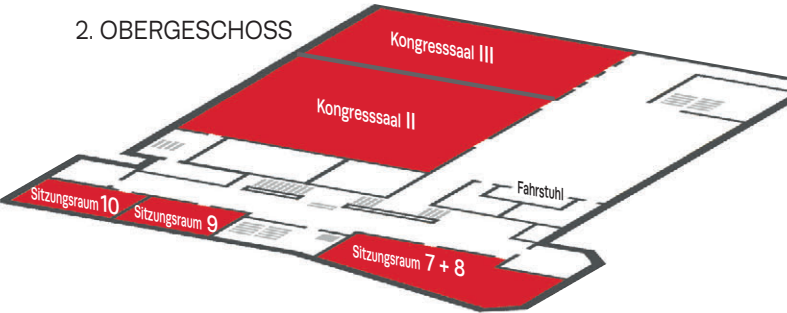 2. OBERGESCHOSS
Kongresssaal III
Kongresssaal II
Fahrstuhl
Sitzungsraum 10
Sitzungsraum 9
Sitzungsraum 7 + 8